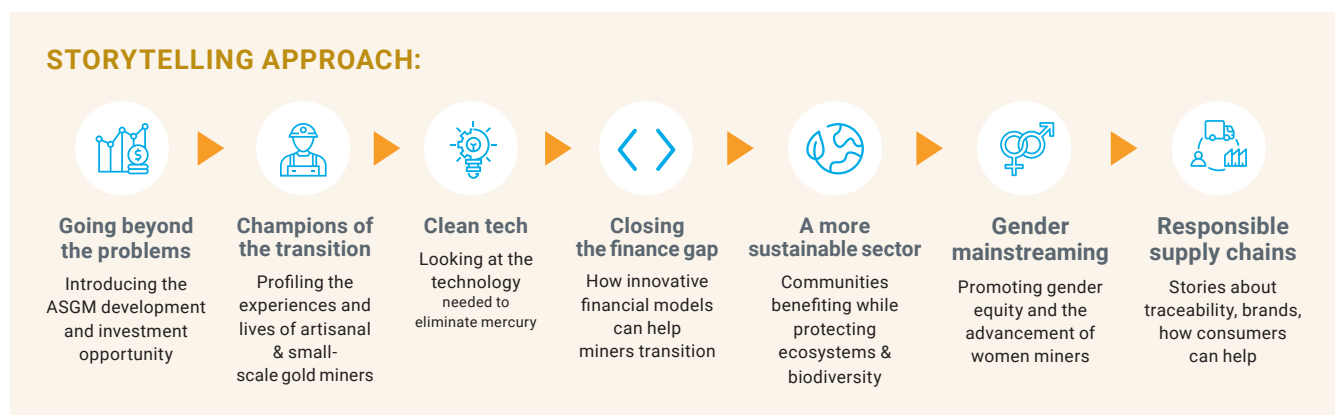 STORYTELLING APPROACH:
$
Going beyond
the problems
Introducing the
ASGM development
and investment
opportunity
Champions of
the transition
Profiling the
experiences and
lives of artisanal
& small-
scale gold miners
Clean tech
Looking at the
technology
needed to
eliminate mercury
Closing
the finance gap
How innovative
financial models
can help
miners transition
A more
sustainable sector
Communities
benefiting while
protecting
ecosystems &
biodiversity
Gender
mainstreaming
Promoting gender
equity and the
advancement of
women miners
Responsible
supply chains
Stories about
traceability, brands,
how consumers
can help